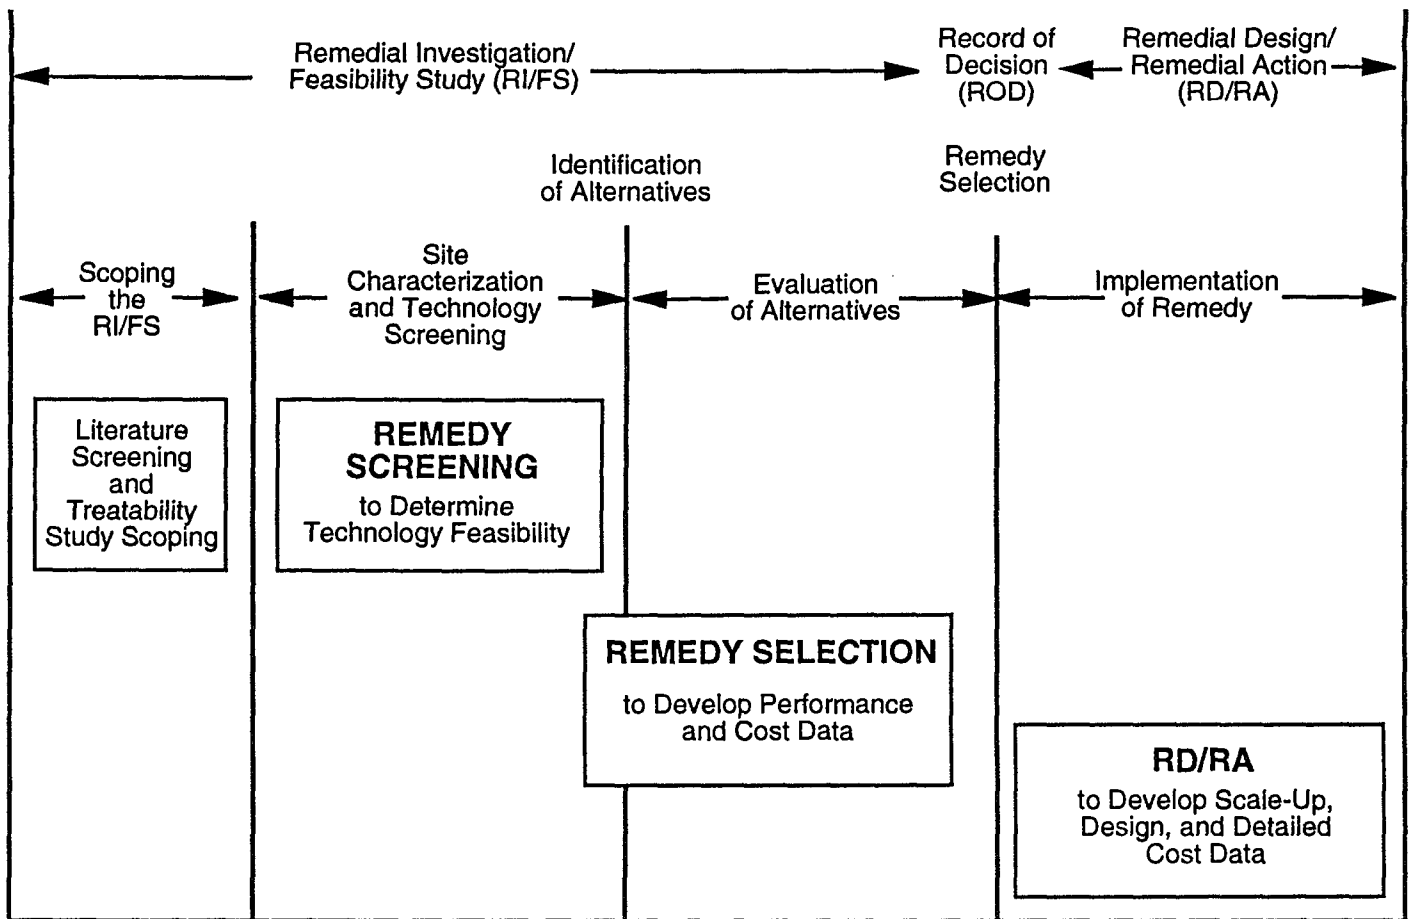 Remedial Investigation/
Feasibility Study (RI/FS)
Record of
Decision
(ROD)
Remedial Design/
Remedial Action
(RD/RA)
Identification
of Alternatives
Remedy
Selection
Scoping
the
RI/FS
Site
Characterization
and Technology
Screening
Evaluation
of Alternatives
Implementation
of Remedy
Literature
Screening
and
Treatability
Study Scoping
REMEDY
SCREENING
to Determine
Technology Feasibility
REMEDY SELECTION
to Develop Performance
and Cost Data
RD/RA
to Develop Scale-Up,
Design, and Detailed
Cost Data